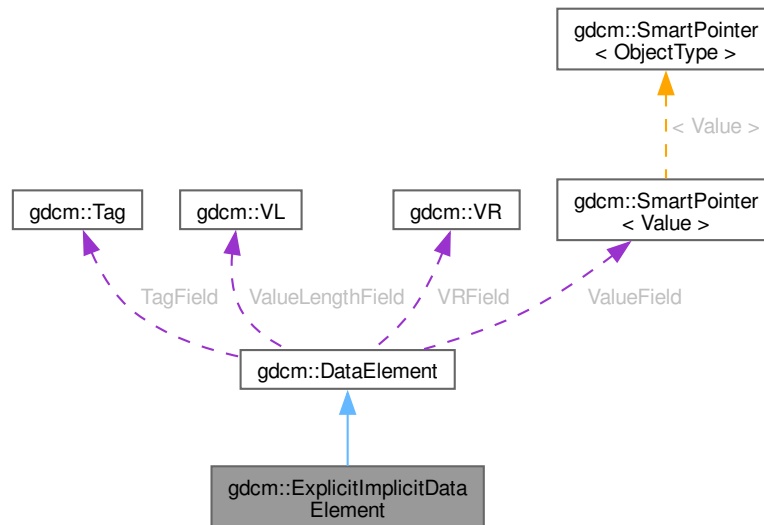 gdcm::SmartPointer
< ObjectType >
< Value >
gdcm::Tag
gdcm::VL
gdcm::VR
gdcm::SmartPointer
< Value >
TagField
ValueLengthField
VRField
ValueField
gdcm::DataElement
gdcm::ExplicitImplicitData
Element